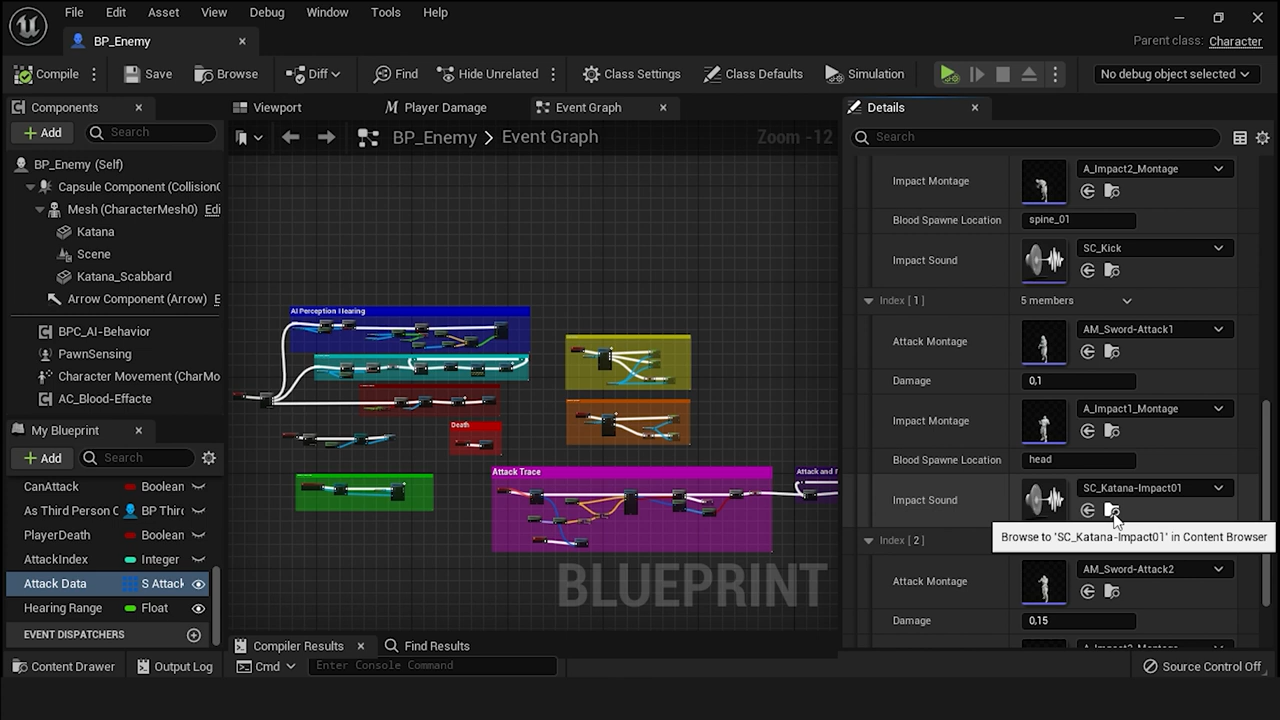 File Edit Asset View Debug Window Tools Help
BP_Enemy
Parent class: Character
Compile Save Browse Diff Find Hide Unrelated Class Settings Class Defaults Simulation No debug object selected
Components
Add Search
BP_Enemy (Self)
Capsule Component (CollisionC
Mesh (CharacterMesh0) Edi
Katana
Scene
Katana_Scabbard
Arrow Component (Arrow) E
BPC_AI-Behavior
PawnSensing
Character Movement (CharMo
AC_Blood-Effacte
My Blueprint
Add Search
CanAttack Boolean
As Third Person C BP Thir
PlayerDeath Boolean
AttackIndex Integer
Attack Data S Attack
Hearing Range Float
EVENT DISPATCHERS
Viewport Player Damage Event Graph
BP_Enemy > Event Graph Zoom -12
AI Perception Hearing
Death
Attack Trace
Attack and F
BLUEPRINT
Compiler Results Find Results
Details
Search
Impact Montage A_Impact2_Montage
Blood Spawne Location spine_01
Impact Sound SC_Kick
Index [ 1 ] 5 members
Attack Montage AM_Sword-Attack1
Damage 0,1
Impact Montage A_Impact1_Montage
Blood Spawne Location head
Impact Sound SC_Katana-Impact01
Browse to 'SC_Katana-Impact01' in Content Browser
Index [ 2 ]
Attack Montage AM_Sword-Attack2
Damage 0,15
Content Drawer Output Log Cmd Enter Console Command Source Control Off